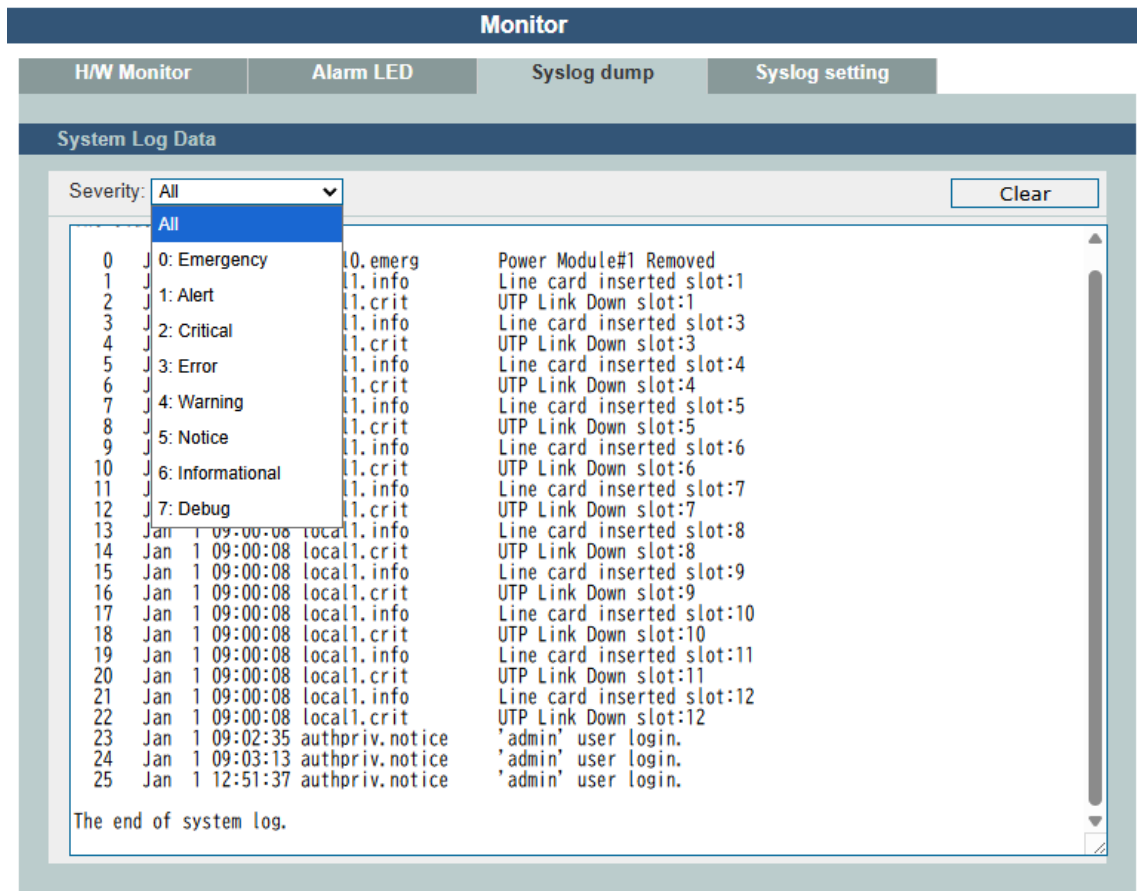 Monitor
H/W Monitor Alarm LED Syslog dump Syslog setting
System Log Data
Severity: All Clear
All
0: Emergency
1: Alert
2: Critical
3: Error
4: Warning
5: Notice
6: Informational
7: Debug
0 J l0.emerg Power Module#1 Removed
1 J l1.info Line card inserted slot:1
2 J l1.crit UTP Link Down slot:1
3 J l1.info Line card inserted slot:3
4 J l1.crit UTP Link Down slot:3
5 J l1.info Line card inserted slot:4
6 J l1.crit UTP Link Down slot:4
7 J l1.info Line card inserted slot:5
8 J l1.crit UTP Link Down slot:5
9 J l1.info Line card inserted slot:6
10 J l1.crit UTP Link Down slot:6
11 J l1.info Line card inserted slot:7
12 J l1.crit UTP Link Down slot:7
13 Jan 1 09:00:08 local1.info Line card inserted slot:8
14 Jan 1 09:00:08 local1.crit UTP Link Down slot:8
15 Jan 1 09:00:08 local1.info Line card inserted slot:9
16 Jan 1 09:00:08 local1.crit UTP Link Down slot:9
17 Jan 1 09:00:08 local1.info Line card inserted slot:10
18 Jan 1 09:00:08 local1.crit UTP Link Down slot:10
19 Jan 1 09:00:08 local1.info Line card inserted slot:11
20 Jan 1 09:00:08 local1.crit UTP Link Down slot:11
21 Jan 1 09:00:08 local1.info Line card inserted slot:12
22 Jan 1 09:00:08 local1.crit UTP Link Down slot:12
23 Jan 1 09:02:35 authpriv.notice 'admin' user login.
24 Jan 1 09:03:13 authpriv.notice 'admin' user login.
25 Jan 1 12:51:37 authpriv.notice 'admin' user login.
The end of system log.